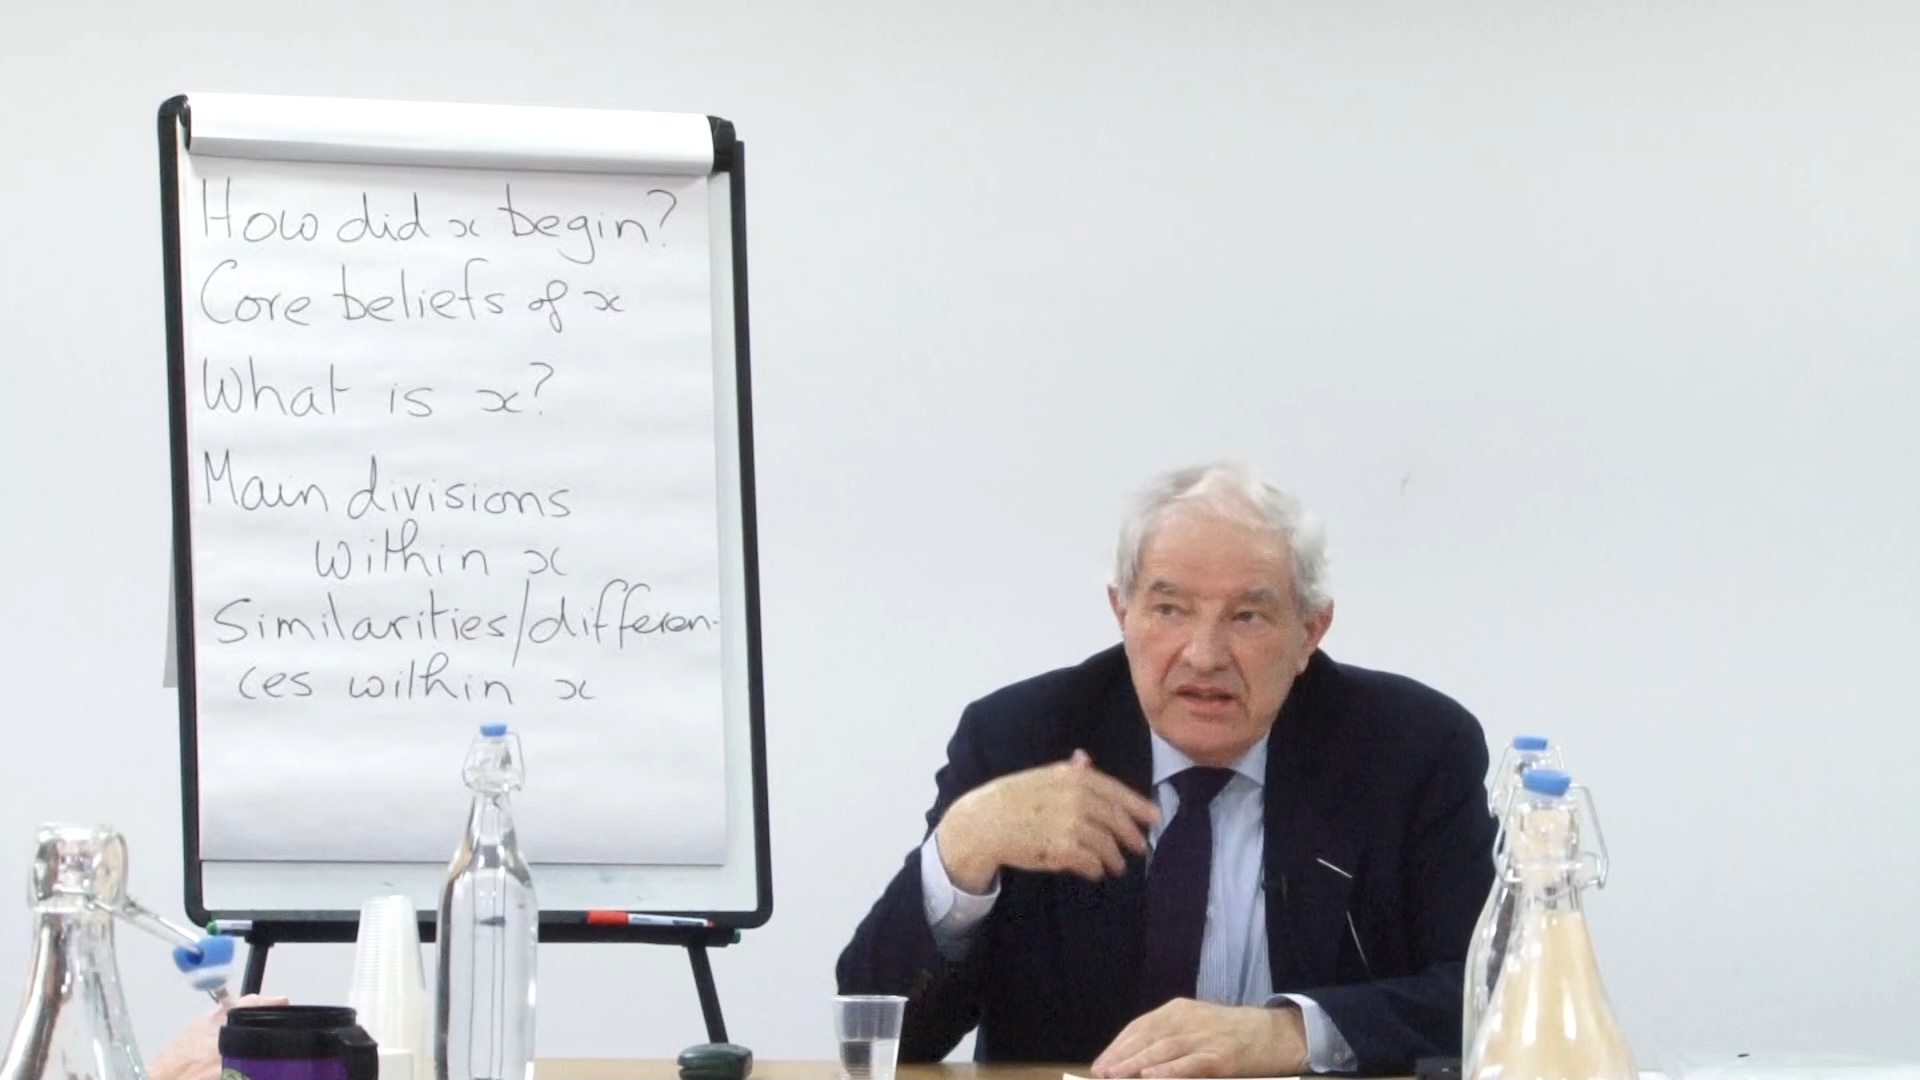 How did x begin?
Core beliefs of x
What is x?
Main divisions
within x
Similarities/differen-
ces within x